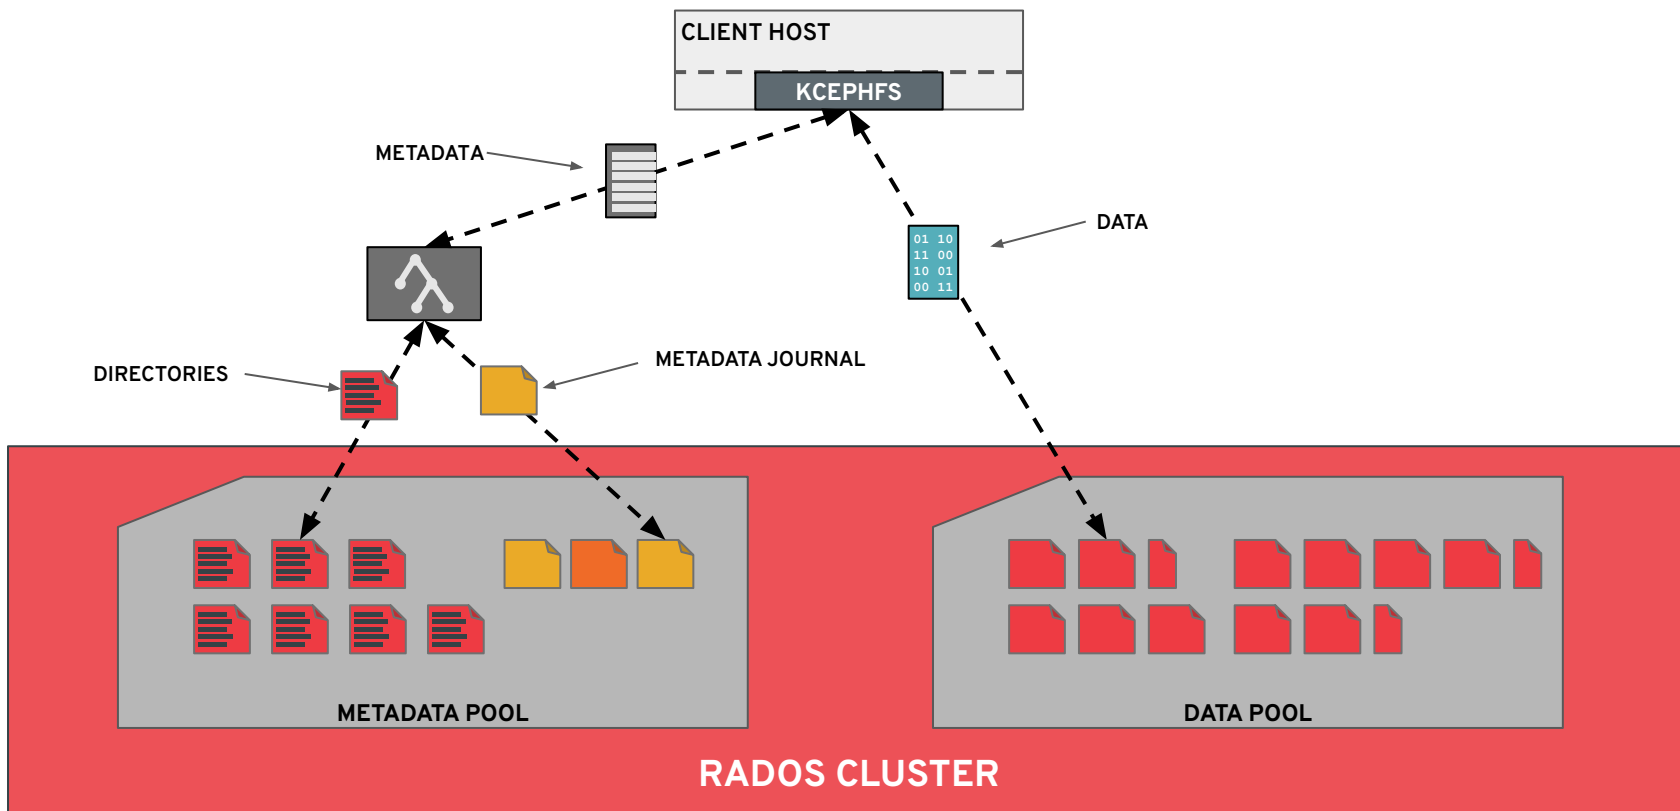 CLIENT HOST
KCEPHFS
METADATA
DATA
01 10
11 00
10 01
00 11
METADATA JOURNAL
DIRECTORIES
METADATA POOL
DATA POOL
RADOS CLUSTER